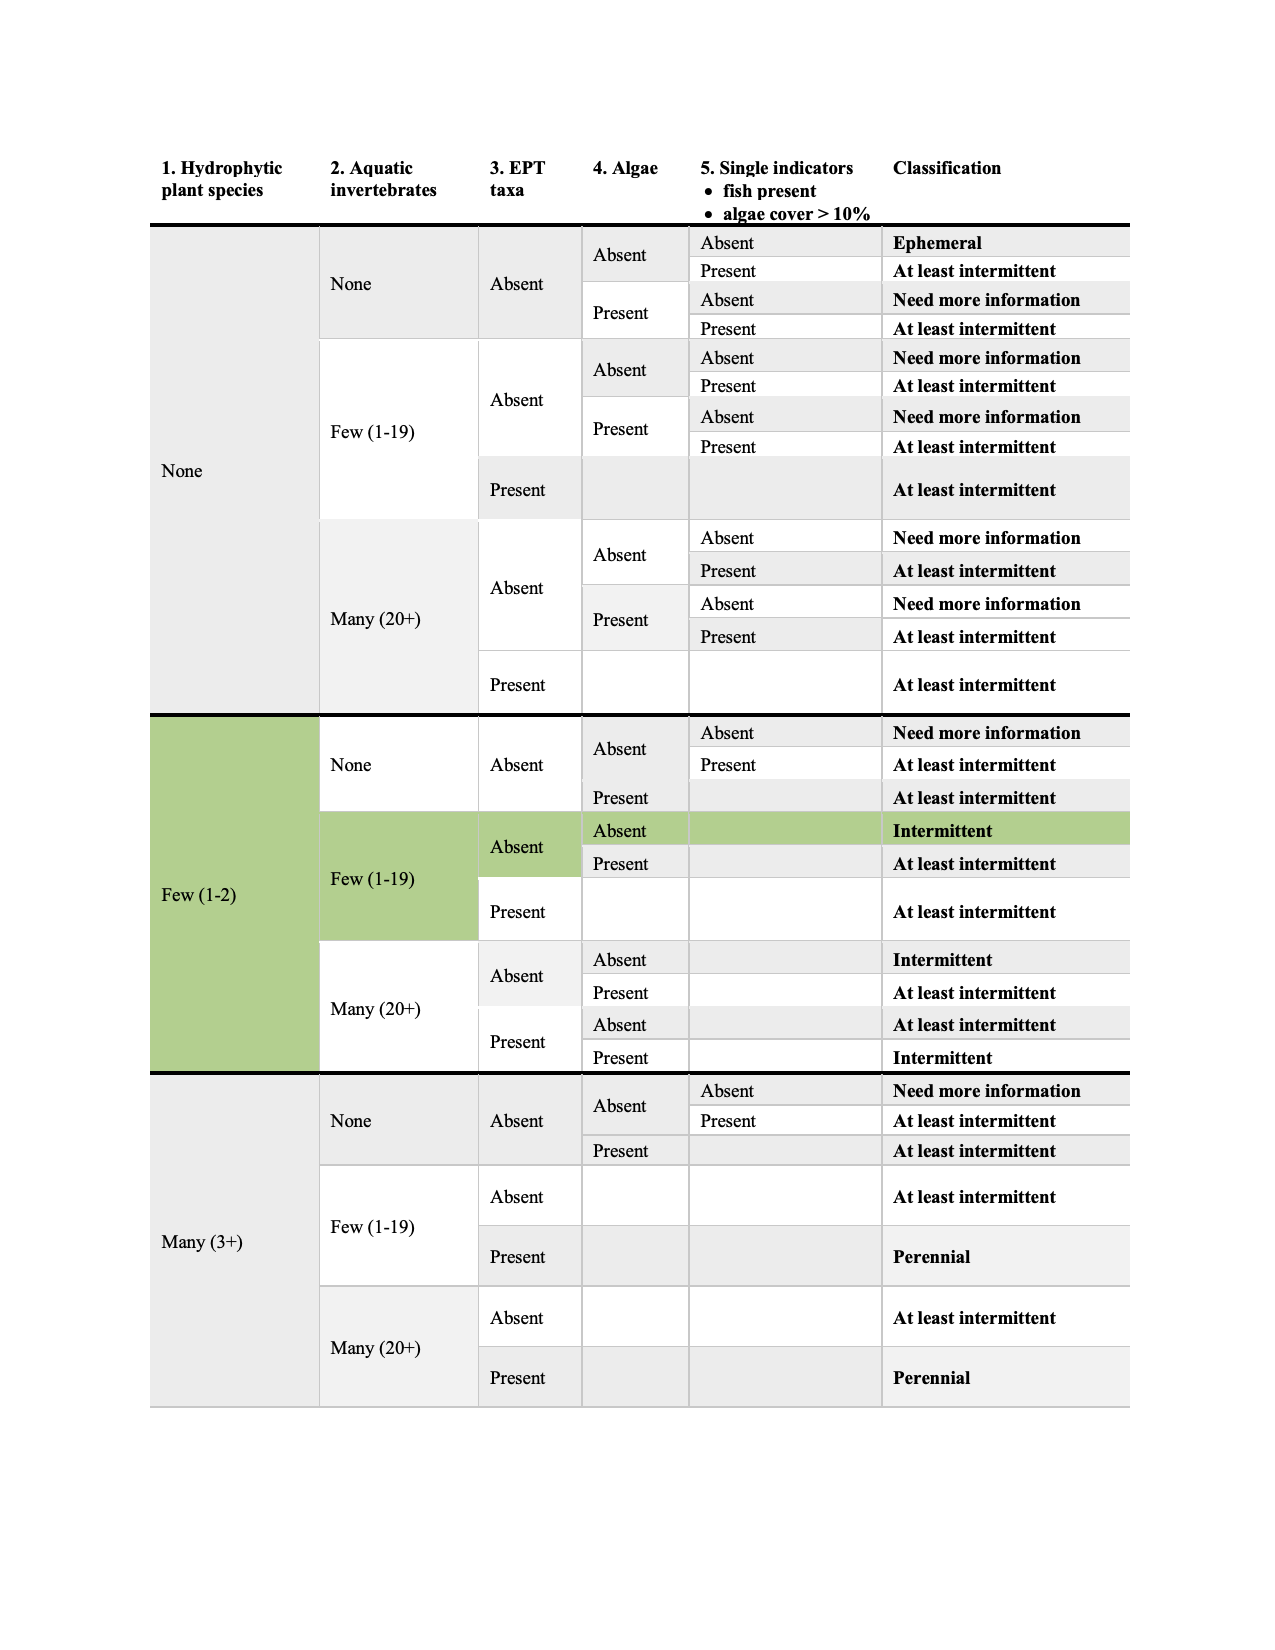 1. Hydrophytic plant species | 2. Aquatic invertebrates | 3. EPT taxa | 4. Algae | 5. Single indicators • fish present • algae cover > 10% | Classification
None | None | Absent | Absent | Absent | Ephemeral
Present | At least intermittent
Present | Absent | Need more information
Present | At least intermittent
Few (1-19) | Absent | Absent | Absent | Need more information
Present | At least intermittent
Present | Absent | Need more information
Present | At least intermittent
Present | At least intermittent
Many (20+) | Absent | Absent | Absent | Need more information
Present | At least intermittent
Present | Absent | Need more information
Present | At least intermittent
Present | At least intermittent
Few (1-2) | None | Absent | Absent | Absent | Need more information
Present | At least intermittent
Present | At least intermittent
Few (1-19) | Absent | Absent | Intermittent
Present | At least intermittent
Present | At least intermittent
Many (20+) | Absent | Absent | Intermittent
Present | At least intermittent
Present | Absent | At least intermittent
Present | Intermittent
Many (3+) | None | Absent | Absent | Absent | Need more information
Present | At least intermittent
Present | At least intermittent
Few (1-19) | Absent | At least intermittent
Present | Perennial
Many (20+) | Absent | At least intermittent
Present | Perennial